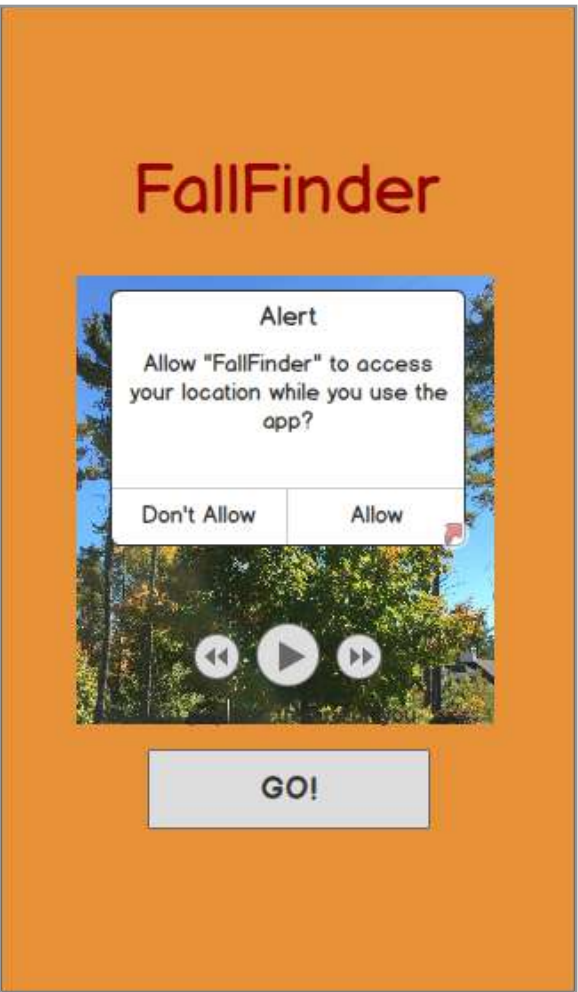 FallFinder
Alert
Allow "FallFinder" to access
your location while you use the
app?
Don't Allow
Allow
GO!